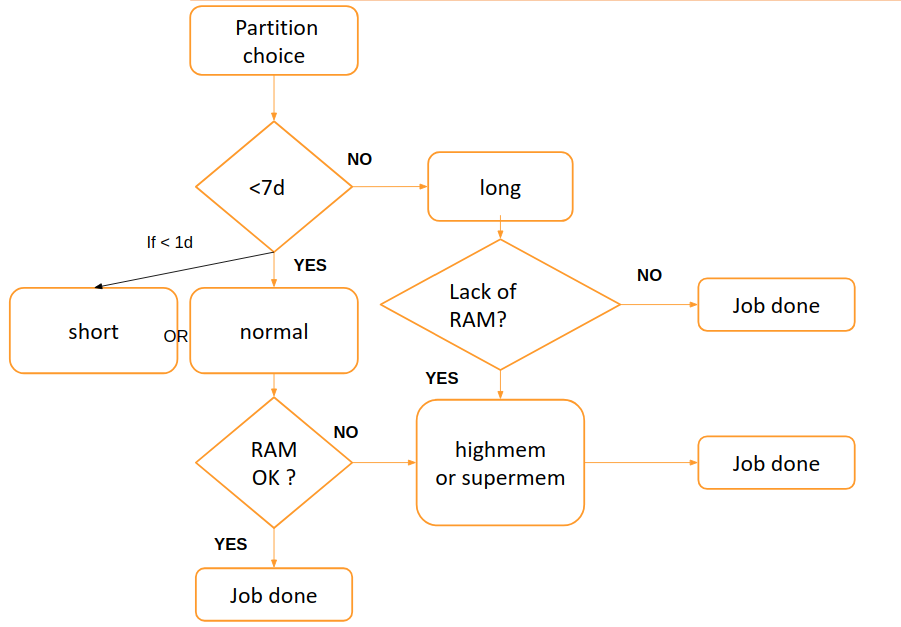 Partition
choice
<7d
NO
long
If < 1d
YES
short
OR
normal
Lack of
RAM?
NO
Job done
YES
RAM
OK ?
NO
highmem
or supermem
Job done
YES
Job done